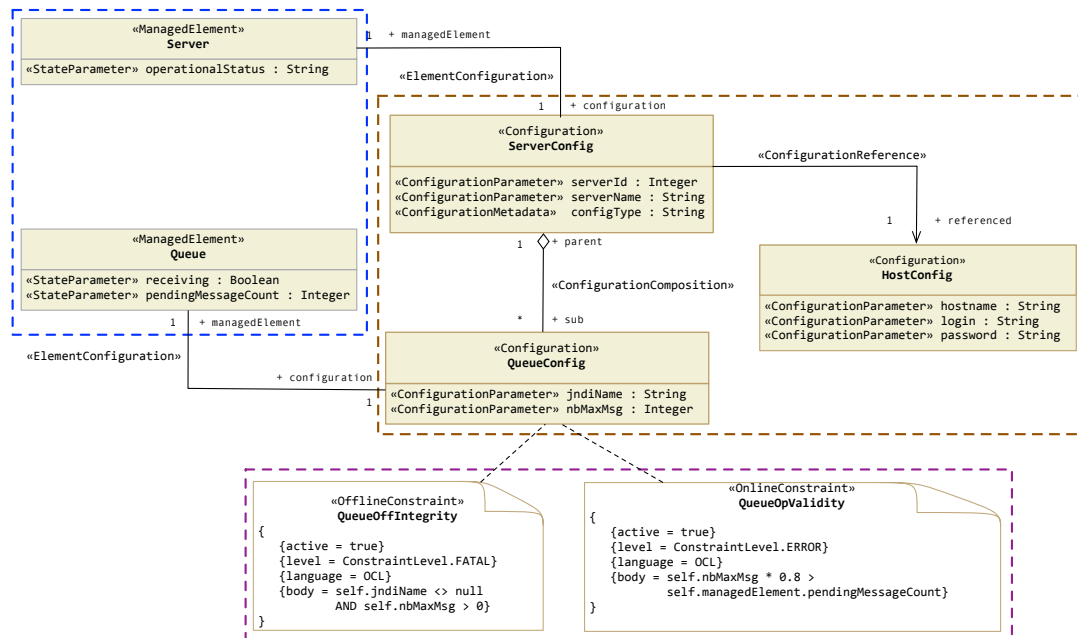 «ManagedElement»
Server
«StateParameter» operationalStatus : String
1 + managedElement
«ElementConfiguration»
1 + configuration
«Configuration»
ServerConfig
«ConfigurationParameter» serverId : Integer
«ConfigurationParameter» serverName : String
«ConfigurationMetadata» configType : String
«ConfigurationReference»
1 + referenced
«Configuration»
HostConfig
«ConfigurationParameter» hostname : String
«ConfigurationParameter» login : String
«ConfigurationParameter» password : String
«ManagedElement»
Queue
«StateParameter» receiving : Boolean
«StateParameter» pendingMessageCount : Integer
1 + managedElement
«ElementConfiguration»
+ configuration
1
1 + parent
«ConfigurationComposition»
* + sub
«Configuration»
QueueConfig
«ConfigurationParameter» jndiName : String
«ConfigurationParameter» nbMaxMsg : Integer
«OfflineConstraint»
QueueOffIntegrity
{
{active = true}
{level = ConstraintLevel.FATAL}
{language = OCL}
{body = self.jndiName <> null
AND self.nbMaxMsg > 0}
}
«OnlineConstraint»
QueueOpValidity
{
{active = true}
{level = ConstraintLevel.ERROR}
{language = OCL}
{body = self.nbMaxMsg * 0.8 >
self.managedElement.pendingMessageCount}
}